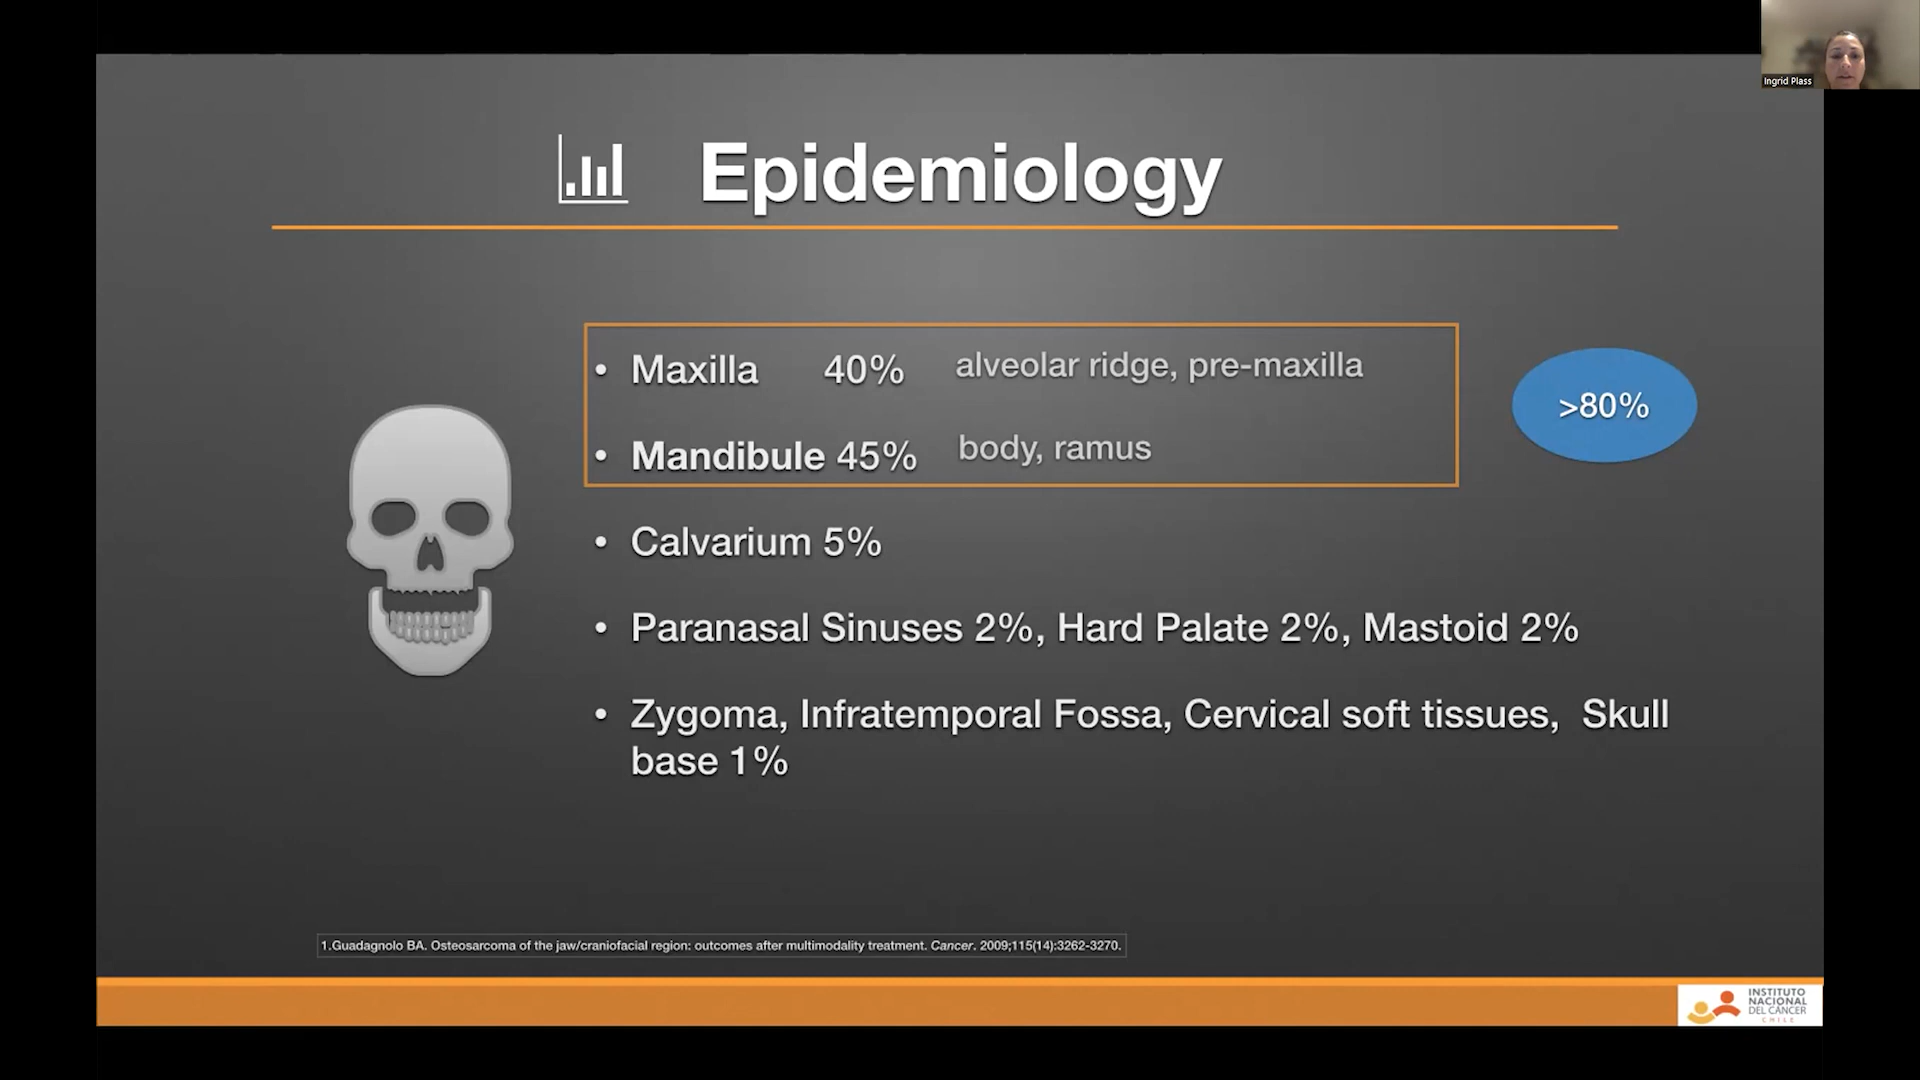 Ingrid Plass
Epidemiology
• Maxilla 40% alveolar ridge, pre-maxilla
>80%
• Mandibule 45% body, ramus
• Calvarium 5%
• Paranasal Sinuses 2%, Hard Palate 2%, Mastoid 2%
• Zygoma, Infratemporal Fossa, Cervical soft tissues, Skull
base 1%
1.Guadagnolo BA. Osteosarcoma of the jaw/craniofacial region: outcomes after multimodality treatment. Cancer. 2009;115(14):3262-3270.
INSTITUTO
NACIONAL
DEL CÁNCER
CHILE